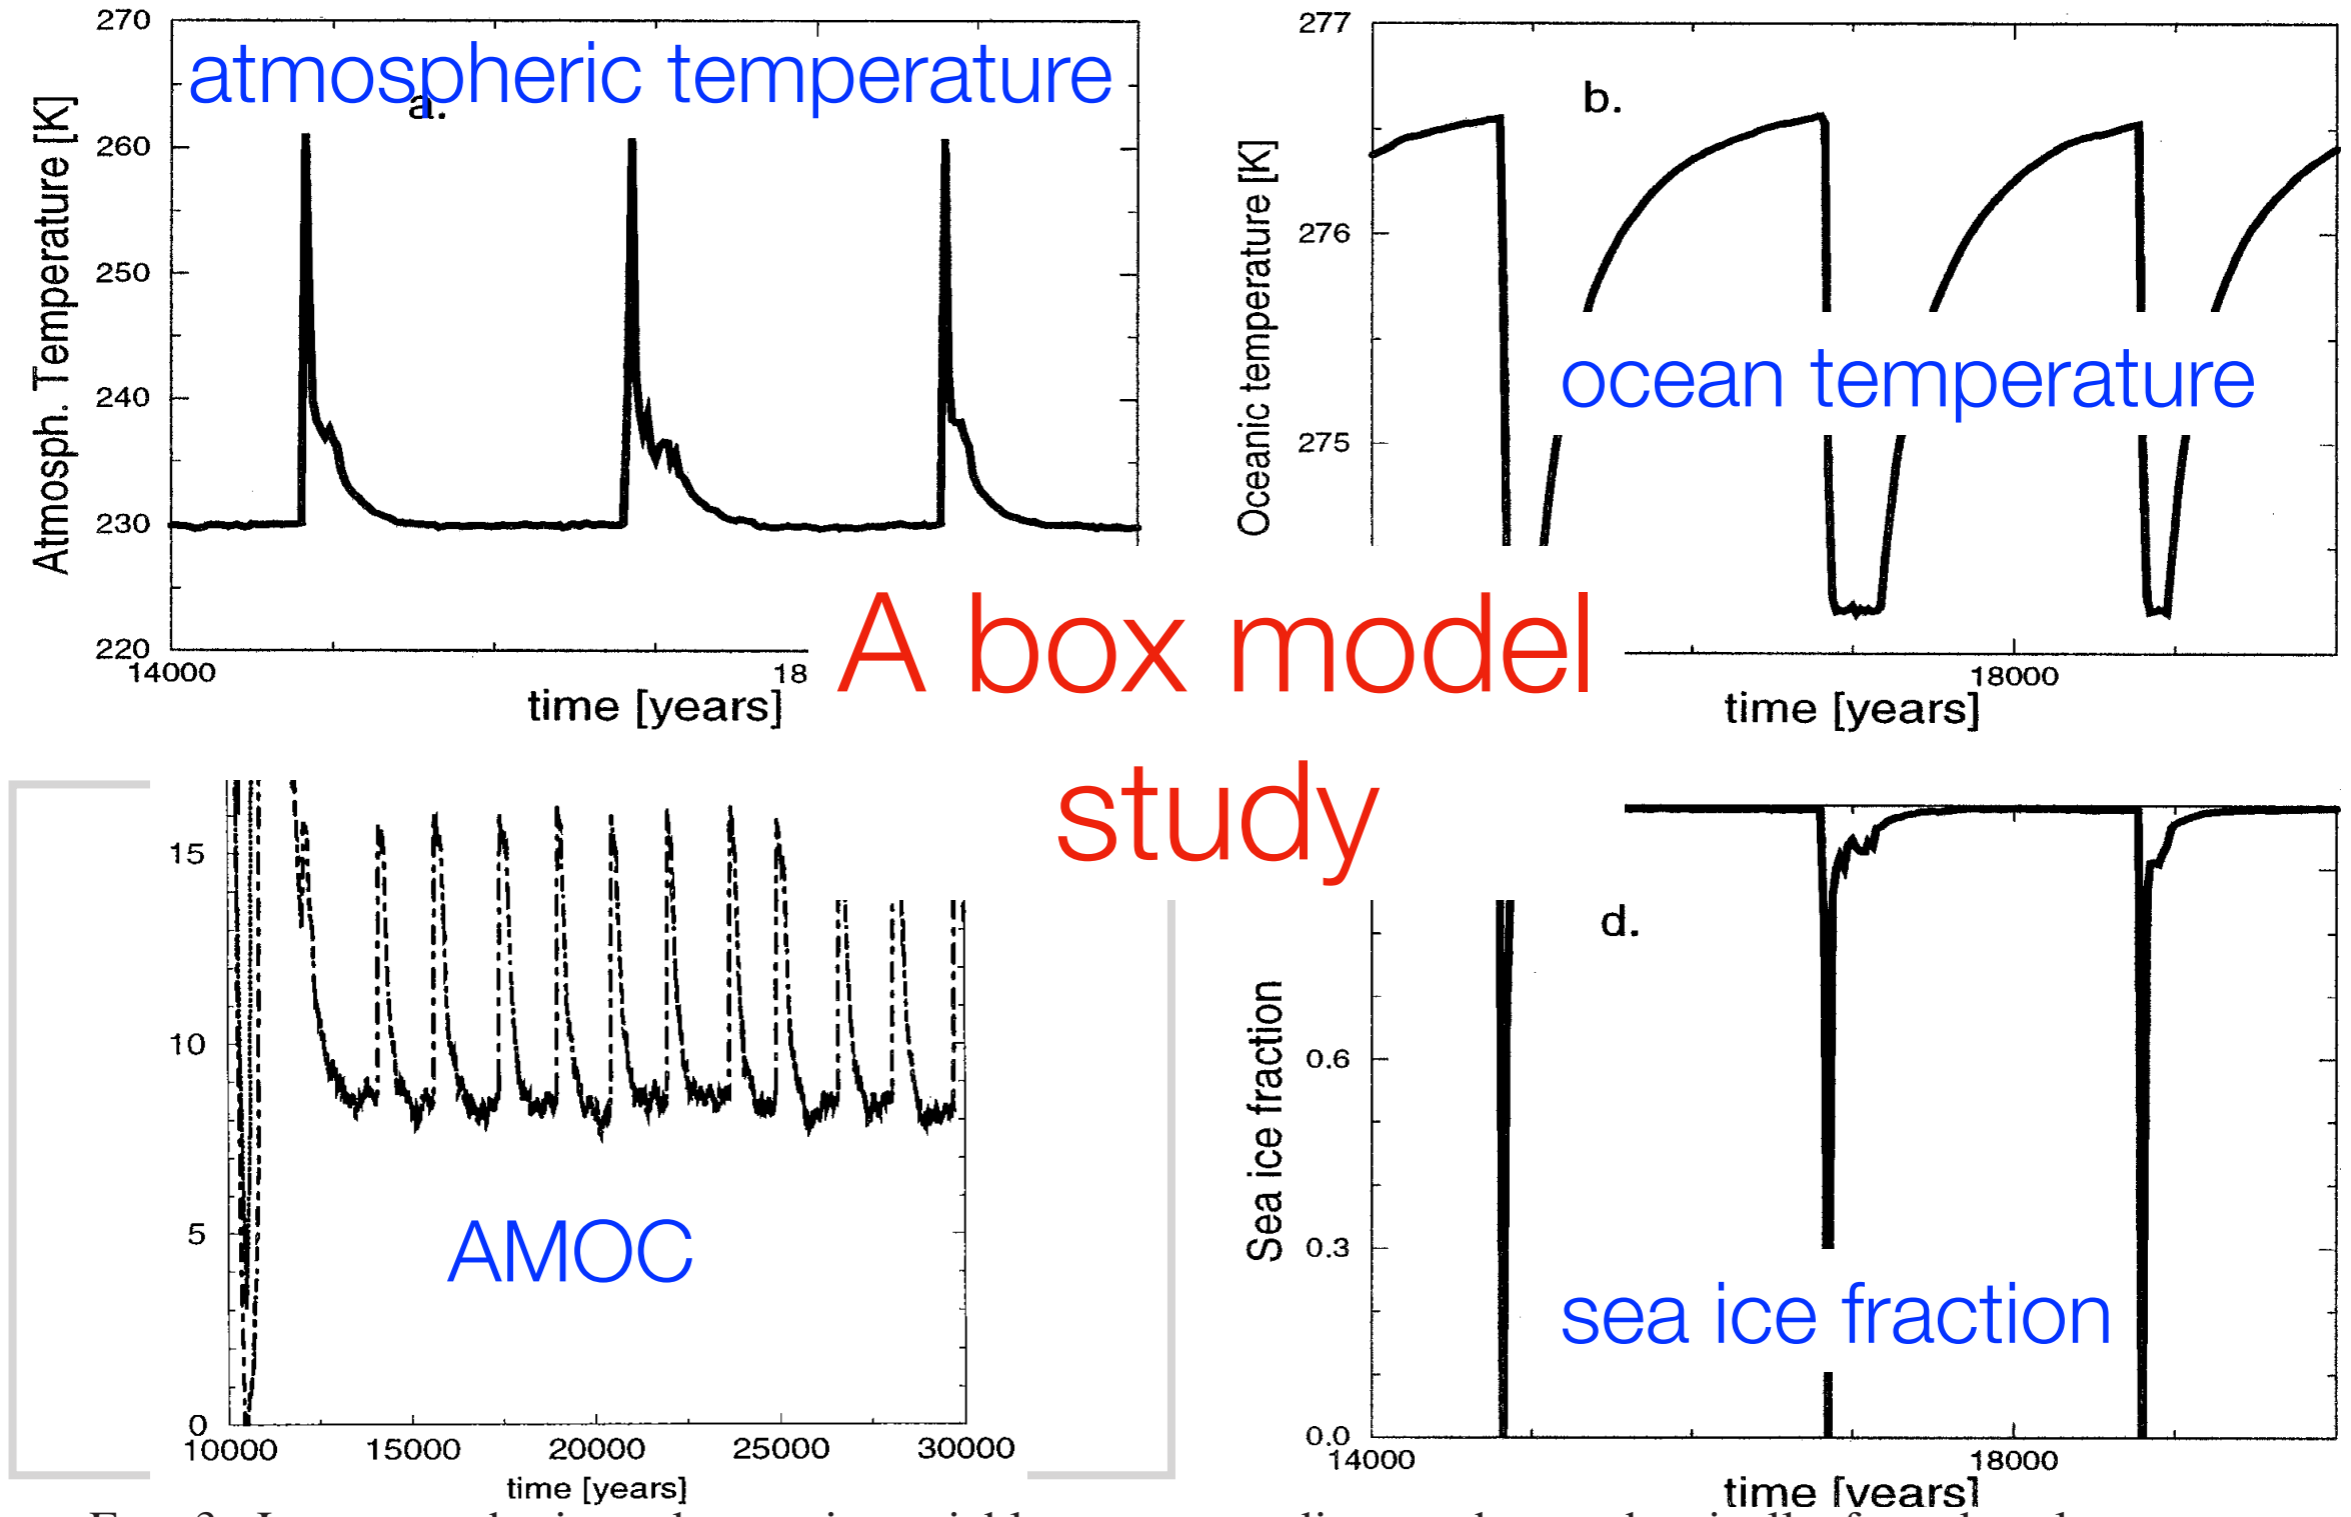 270
260
250
240
230
220
Atmosph. Temperature [K]
atmospheric temperature
a.
14000
18
time [years]
277
276
275
Oceanic temperature [K]
b.
ocean temperature
18000
time [years]
A box model
study
15
10
5
0
AMOC
10000 15000 20000 25000 30000
time [years]
0.6
0.3
0.0
Sea ice fraction
d.
sea ice fraction
14000 18000
time [years]